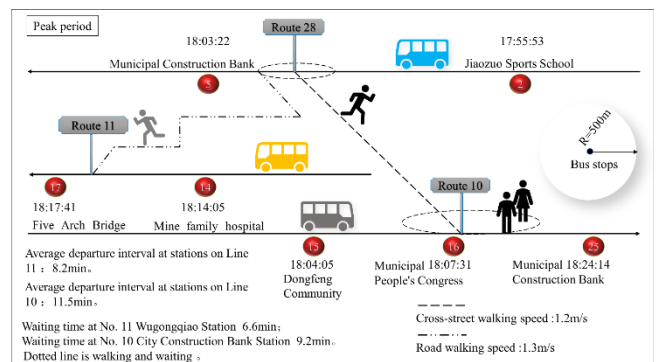 Peak period
Route 28
18:03:22
17:55:53
Municipal Construction Bank
Jiaozuo Sports School
2
Route 11
R=500m
Bus stops
Route 10
17
14
18:17:41
18:14:05
Five Arch Bridge
Mine family hospital
15
16
25
18:04:05
Dongfeng
Community
Municipal 18:07:31
People's Congress
18:24:14
Municipal
Construction Bank
Average departure interval at stations on Line
11 : 8.2min。
Average departure interval at stations on Line
10 : 11.5min。
Waiting time at No. 11 Wugongqiao Station 6.6min;
Waiting time at No. 10 City Construction Bank Station 9.2min。
Dotted line is walking and waiting 。
Cross-street walking speed :1.2m/s
Road walking speed :1.3m/s